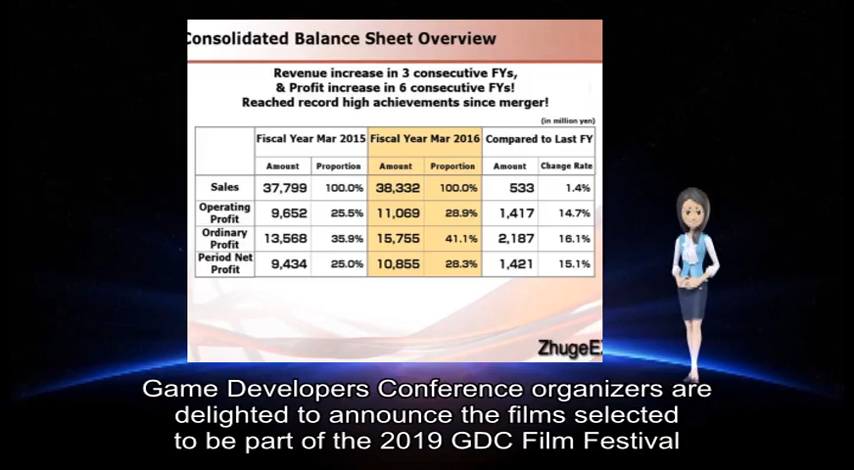 Consolidated Balance Sheet Overview
Revenue increase in 3 consecutive FYs,
& Profit increase in 6 consecutive FYs!
Reached record high achievements since merger!
(in million yen)
Fiscal Year Mar 2015 Fiscal Year Mar 2016 Compared to Last FY
Amount Proportion Amount Proportion Amount Change Rate
Sales 37,799 100.0% 38,332 100.0% 533 1.4%
Operating
Profit 9,652 25.5% 11,069 28.9% 1,417 14.7%
Ordinary
Profit 13,568 35.9% 15,755 41.1% 2,187 16.1%
Period Net
Profit 9,434 25.0% 10,855 28.3% 1,421 15.1%
Game Developers Conference organizers are
delighted to announce the films selected
to be part of the 2019 GDC Film Festival